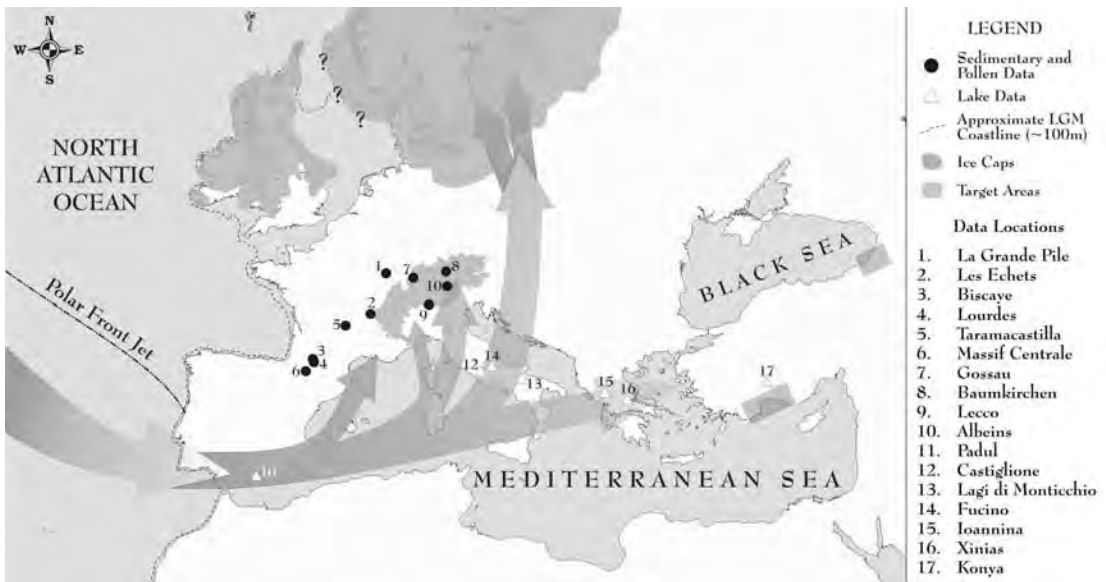 N
W E
S
NORTH
ATLANTIC
OCEAN
Polar Front Jet
?
?
?
BLACK SEA
MEDITERRANEAN SEA
1
2
3
4
5
6
7
8
9
10
12
13
14
15
16
17
LEGEND
Sedimentary and
Pollen Data
Lake Data
Approximate LGM
Coastline (~100m)
Ice Caps
Target Areas
Data Locations
1. La Grande Pile
2. Les Echets
3. Biscaye
4. Lourdes
5. Taramacastilla
6. Massif Centrale
7. Gossau
8. Baumkirchen
9. Lecco
10. Albeins
11. Padul
12. Castiglione
13. Lagi di Monticchio
14. Fucino
15. Ioannina
16. Xinias
17. Konya